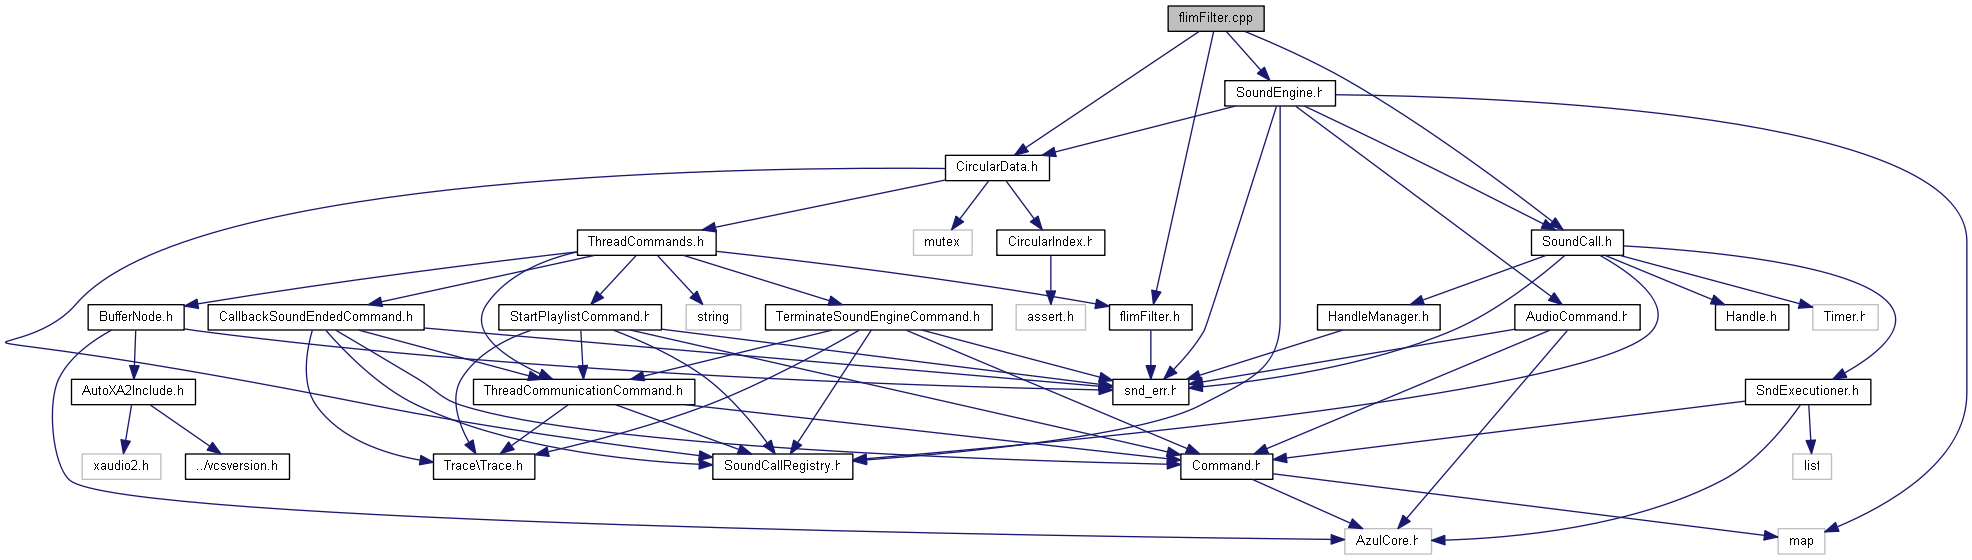 flimFilter.cpp
SoundEngine.h
CircularData.h
ThreadCommands.h
mutex
CircularIndex.h
SoundCall.h
BufferNode.h
CallbackSoundEndedCommand.h
StartPlaylistCommand.h
string
TerminateSoundEngineCommand.h
assert.h
flimFilter.h
HandleManager.h
AudioCommand.h
Handle.h
Timer.h
AutoXA2Include.h
ThreadCommunicationCommand.h
snd_err.h
SndExecutioner.h
xaudio2.h
../vcsversion.h
Trace\Trace.h
SoundCallRegistry.h
Command.h
list
AzulCore.h
map